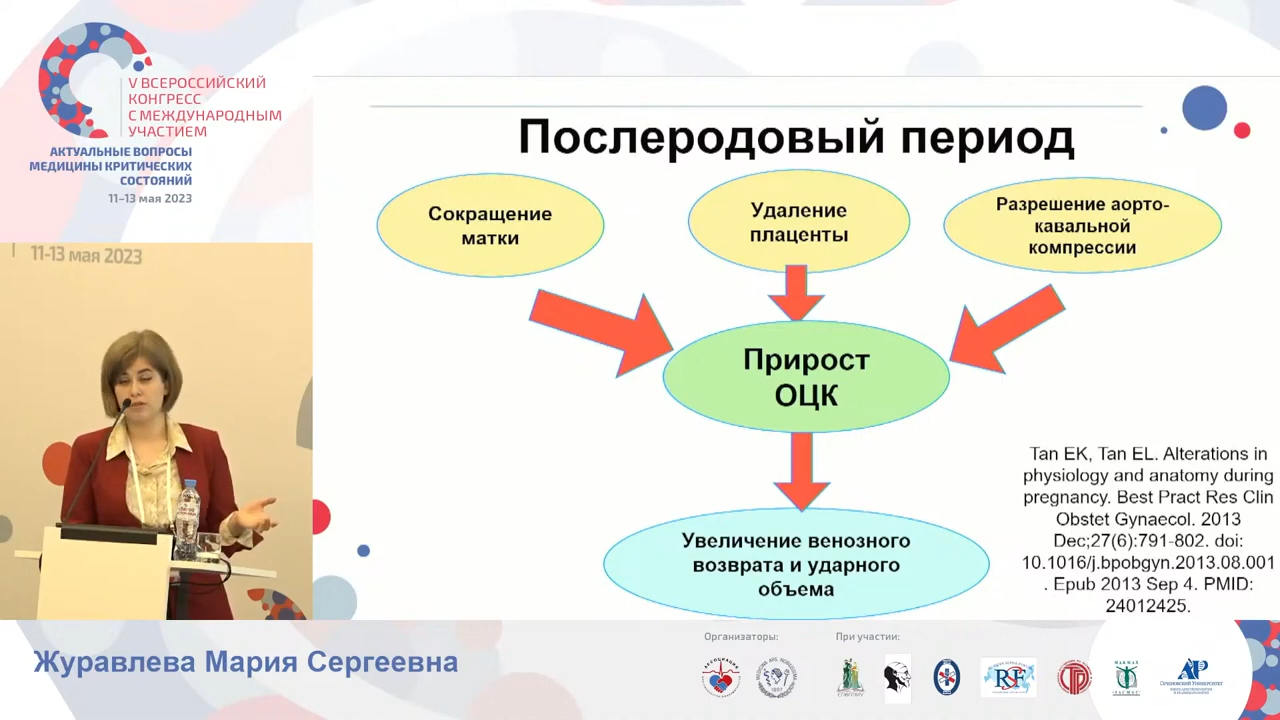 V ВСЕРОССИЙСКИЙ
КОНГРЕСС
С МЕЖДУНАРОДНЫМ
УЧАСТИЕМ
АКТУАЛЬНЫЕ ВОПРОСЫ
МЕДИЦИНЫ КРИТИЧЕСКИХ
СОСТОЯНИЙ
11–13 мая 2023
11-13 мая 2023
Послеродовый период
Сокращение
матки
Удаление
плаценты
Разрешение аорто-
кавальной
компрессии
Прирост
ОЦК
Увеличение венозного
возврата и ударного
объема
Tan EK, Tan EL. Alterations in
physiology and anatomy during
pregnancy. Best Pract Res Clin
Obstet Gynaecol. 2013
Dec;27(6):791-802. doi:
10.1016/j.bpobgyn.2013.08.001
. Epub 2013 Sep 4. PMID:
24012425.
Журавлева Мария Сергеевна
Организаторы:
При участии: